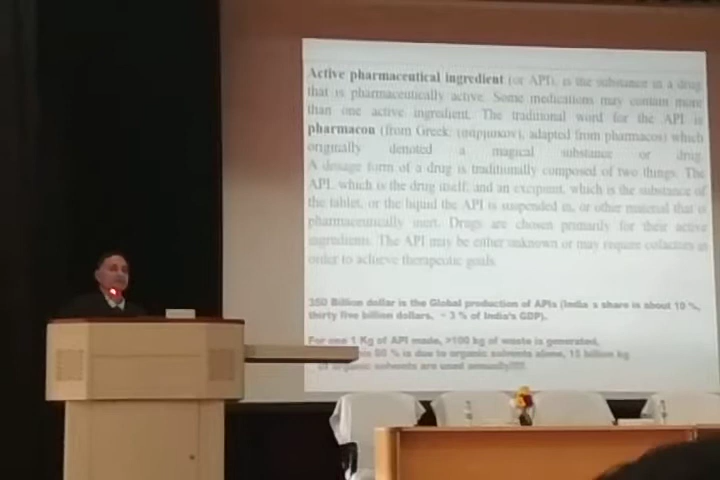 Active pharmaceutical ingredient (or API), is the substance in a drug
that is pharmaceutically active. Some medications may contain more
than one active ingredient. The traditional word for the API is
pharmacon (from Greek: adapted from pharmacos) which
originally denoted a magical substance or drug.
A dosage form of a drug is traditionally composed of two things. The
API, which is the drug itself; and an excipient, which is the substance of
the tablet, or the liquid the API is suspended in, or other material that is
pharmaceutically inert. Drugs are chosen primarily for their active
ingredients. The API may be either unknown or may require cofactors in
order to achieve therapeutic goals.
350 Billion dollar is the Global production of APIs (India s share is about 10 %,
thirty five billion dollars, ~ 3 % of India's GDP).
For one 1 Kg of API made, >100 kg of waste is generated,
80 % is due to organic solvents alone, 15 billion kg
of organic solvents are used annually!!!!